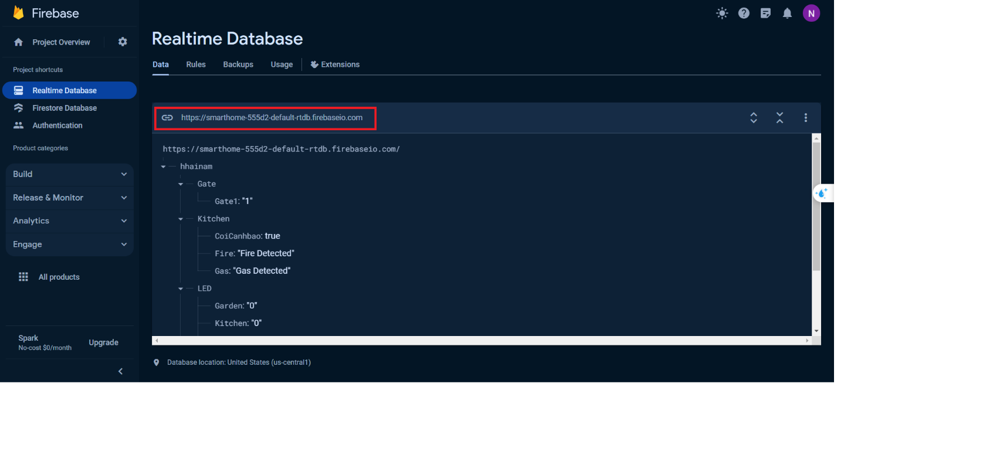 Firebase
N
Project Overview
Realtime Database
Data Rules Backups Usage Extensions
Project shortcuts
Realtime Database
Firestore Database
Authentication
Product categories
Build
Release & Monitor
Analytics
Engage
All products
Spark
No-cost $0/month
Upgrade
https://smarthome-555d2-default-rtdb.firebaseio.com
https://smarthome-555d2-default-rtdb.firebaseio.com/
hhainam
Gate
Gate1: "1"
Kitchen
CoiCanhbao: true
Fire: "Fire Detected"
Gas: "Gas Detected"
LED
Garden: "0"
Kitchen: "0"
Database location: United States (us-central1)